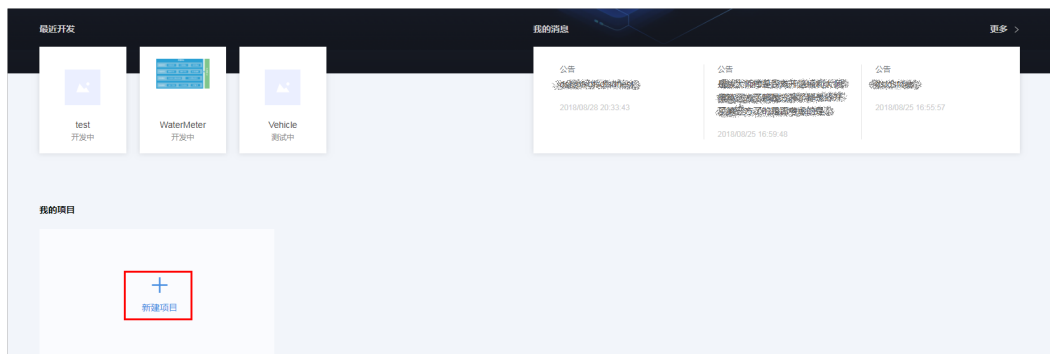 最近开发
我的消息
更多 >
test
开发中
WaterMeter
开发中
Vehicle
测试中
公告
2018/08/28 20:33:43
公告
2018/08/25 16:59:48
公告
2018/08/25 16:55:57
我的项目
新建项目